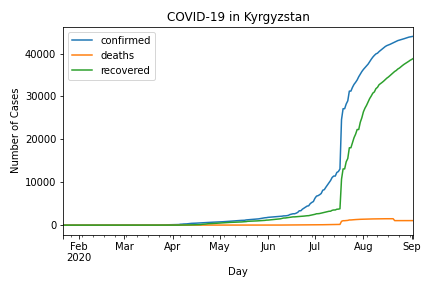 COVID-19 in Kyrgyzstan
confirmed
deaths
recovered
Number of Cases
40000
30000
20000
10000
0
Feb Mar Apr May Jun Jul Aug Sep
2020
Day